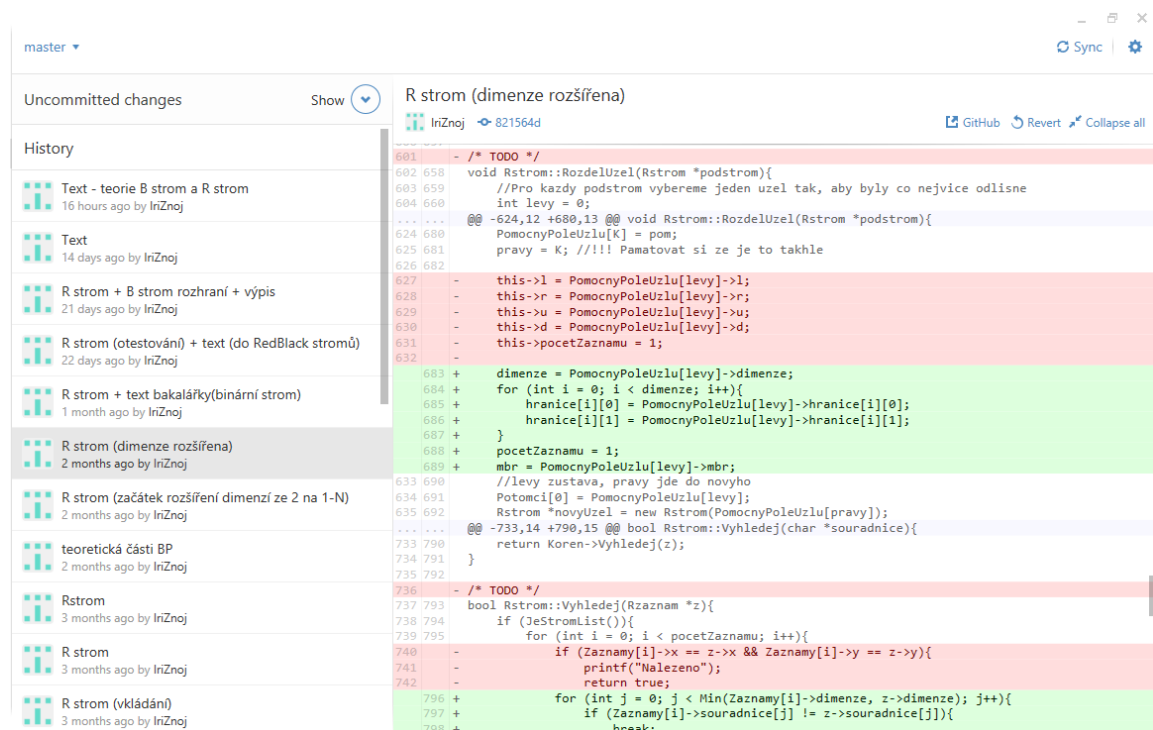 master
Sync
Uncommitted changes
Show
History
Text - teorie B strom a R strom
16 hours ago by IriZnoj
Text
14 days ago by IriZnoj
R strom + B strom rozhraní + výpis
21 days ago by IriZnoj
R strom (otestování) + text (do RedBlack stromů)
22 days ago by IriZnoj
R strom + text bakalářky(binární strom)
1 month ago by IriZnoj
R strom (dimenze rozšířena)
2 months ago by IriZnoj
R strom (začátek rozšíření dimenzí ze 2 na 1-N)
2 months ago by IriZnoj
teoretická části BP
2 months ago by IriZnoj
Rstrom
3 months ago by IriZnoj
R strom
3 months ago by IriZnoj
R strom (vkládání)
3 months ago by IriZnoj
R strom (dimenze rozšířena)
IriZnoj 821564d
GitHub Revert Collapse all
601 - /* TODO */
602 658 void Rstrom::RozdelUzel(Rstrom *podstrom){
603 659 //Pro kazdy podstrom vybereme jeden uzel tak, aby byly co nejvice odlisne
604 660 int levy = 0;
... ... @@ -624,12 +680,13 @@ void Rstrom::RozdelUzel(Rstrom *podstrom){
624 680 PomocnyPoleUzlu[K] = pom;
625 681 pravy = K; //!!! Pamatovat si ze je to takhle
626 682
627 - this->l = PomocnyPoleUzlu[levy]->l;
628 - this->r = PomocnyPoleUzlu[levy]->r;
629 - this->u = PomocnyPoleUzlu[levy]->u;
630 - this->d = PomocnyPoleUzlu[levy]->d;
631 - this->pocetZaznamu = 1;
632 -
683 + dimenze = PomocnyPoleUzlu[levy]->dimenze;
684 + for (int i = 0; i < dimenze; i++){
685 + hranice[i][0] = PomocnyPoleUzlu[levy]->hranice[i][0];
686 + hranice[i][1] = PomocnyPoleUzlu[levy]->hranice[i][1];
687 + }
688 + pocetZaznamu = 1;
689 + mbr = PomocnyPoleUzlu[levy]->mbr;
633 690 //levy zustava, pravy jde do novyho
634 691 Potomci[0] = PomocnyPoleUzlu[levy];
635 692 Rstrom *novyUzel = new Rstrom(PomocnyPoleUzlu[pravy]);
... ... @@ -733,14 +790,15 @@ bool Rstrom::Vyhledej(char *souradnice){
733 790 return Koren->Vyhledej(z);
734 791 }
735 792
736 - /* TODO */
737 793 bool Rstrom::Vyhledej(Rzaznam *z){
738 794 if (JeStromList()){
739 795 for (int i = 0; i < pocetZaznamu; i++){
740 - if (Zaznamy[i]->x == z->x && Zaznamy[i]->y == z->y){
741 - printf("Nalezeno");
742 - return true;
796 + for (int j = 0; j < Min(Zaznamy[i]->dimenze, z->dimenze); j++){
797 + if (Zaznamy[i]->souradnice[j] != z->souradnice[j]){
798 + break;